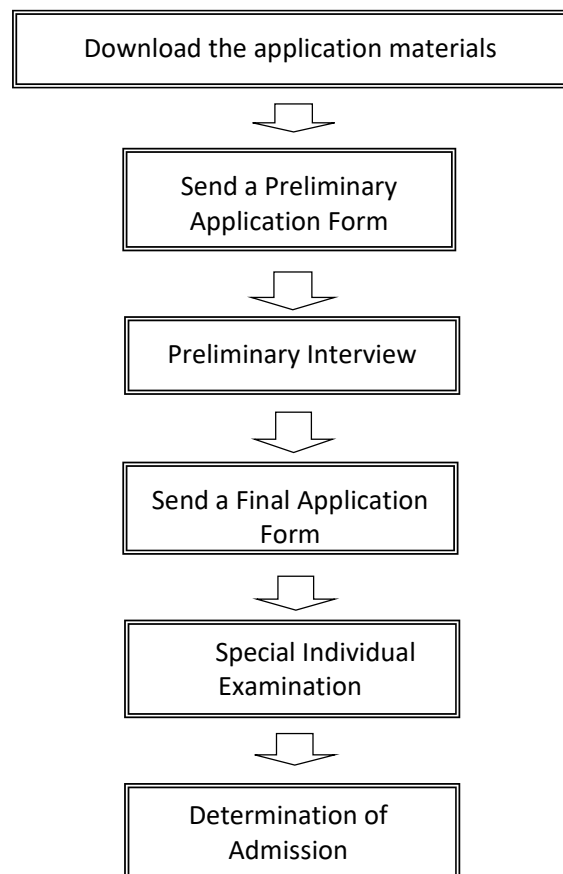 Download the application materials
Send a Preliminary
Application Form
Preliminary Interview
Send a Final Application
Form
Special Individual
Examination
Determination of
Admission